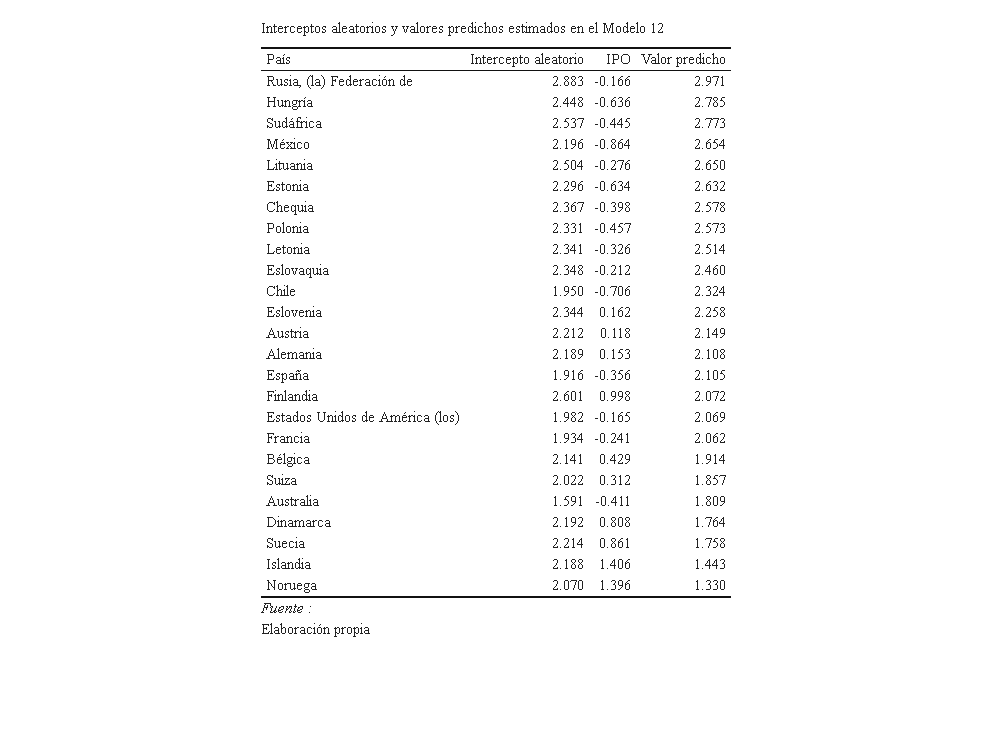 Interceptos aleatorios y valores predichos estimados en el Modelo 12
País Intercepto aleatorio IPO Valor predicho
Rusia, (la) Federación de 2.883 -0.166 2.971
Hungría 2.448 -0.636 2.785
Sudáfrica 2.537 -0.445 2.773
México 2.196 -0.864 2.654
Lituania 2.504 -0.276 2.650
Estonia 2.296 -0.634 2.632
Chequia 2.367 -0.398 2.578
Polonia 2.331 -0.457 2.573
Letonia 2.341 -0.326 2.514
Eslovaquia 2.348 -0.212 2.460
Chile 1.950 -0.706 2.324
Eslovenia 2.344 0.162 2.258
Austria 2.212 0.118 2.149
Alemania 2.189 0.153 2.108
España 1.916 -0.356 2.105
Finlandia 2.601 0.998 2.072
Estados Unidos de América (los) 1.982 -0.165 2.069
Francia 1.934 -0.241 2.062
Bélgica 2.141 0.429 1.914
Suiza 2.022 0.312 1.857
Australia 1.591 -0.411 1.809
Dinamarca 2.192 0.808 1.764
Suecia 2.214 0.861 1.758
Islandia 2.188 1.406 1.443
Noruega 2.070 1.396 1.330
Fuente :
Elaboración propia